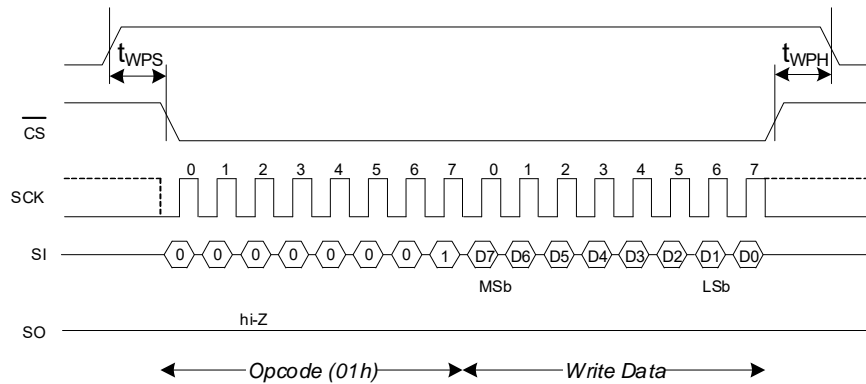 tWPS tWPH
CS
0 1 2 3 4 5 6 7 0 1 2 3 4 5 6 7
SCK
SI 0 0 0 0 0 0 0 1 D7 D6 D5 D4 D3 D2 D1 D0
MSb LSb
hi-Z
SO
Opcode (01h) Write Data